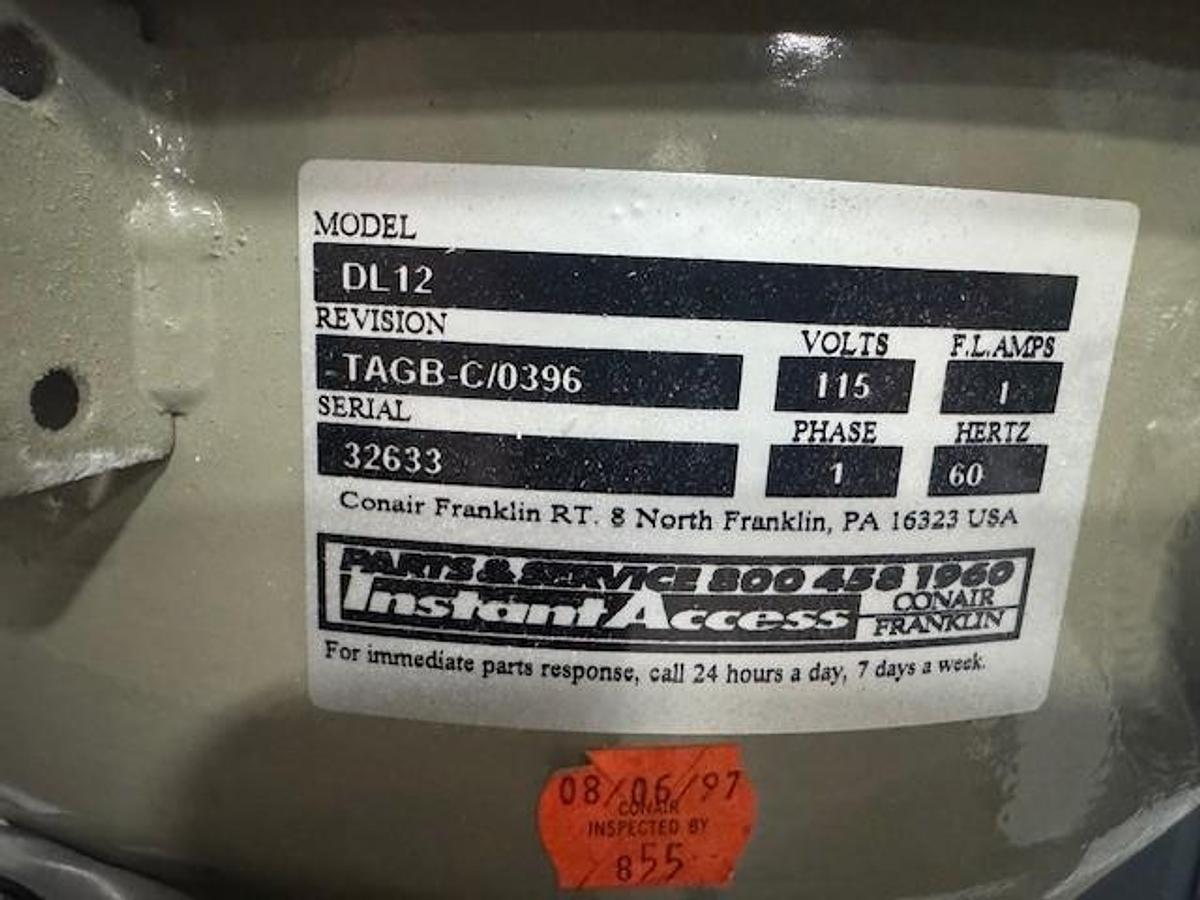 MODEL
DL12
REVISION
TAGB-C/0396
VOLTS
115
F.L.AMPS
1
SERIAL
32633
PHASE
1
HERTZ
60
Conair Franklin RT. 8 North Franklin, PA 16323 USA
PARTS & SERVICE 800 458 1960
Instant Access
CONAIR
FRANKLIN
For immediate parts response, call 24 hours a day, 7 days a week.
08/06/97
CONAIR
INSPECTED BY
855